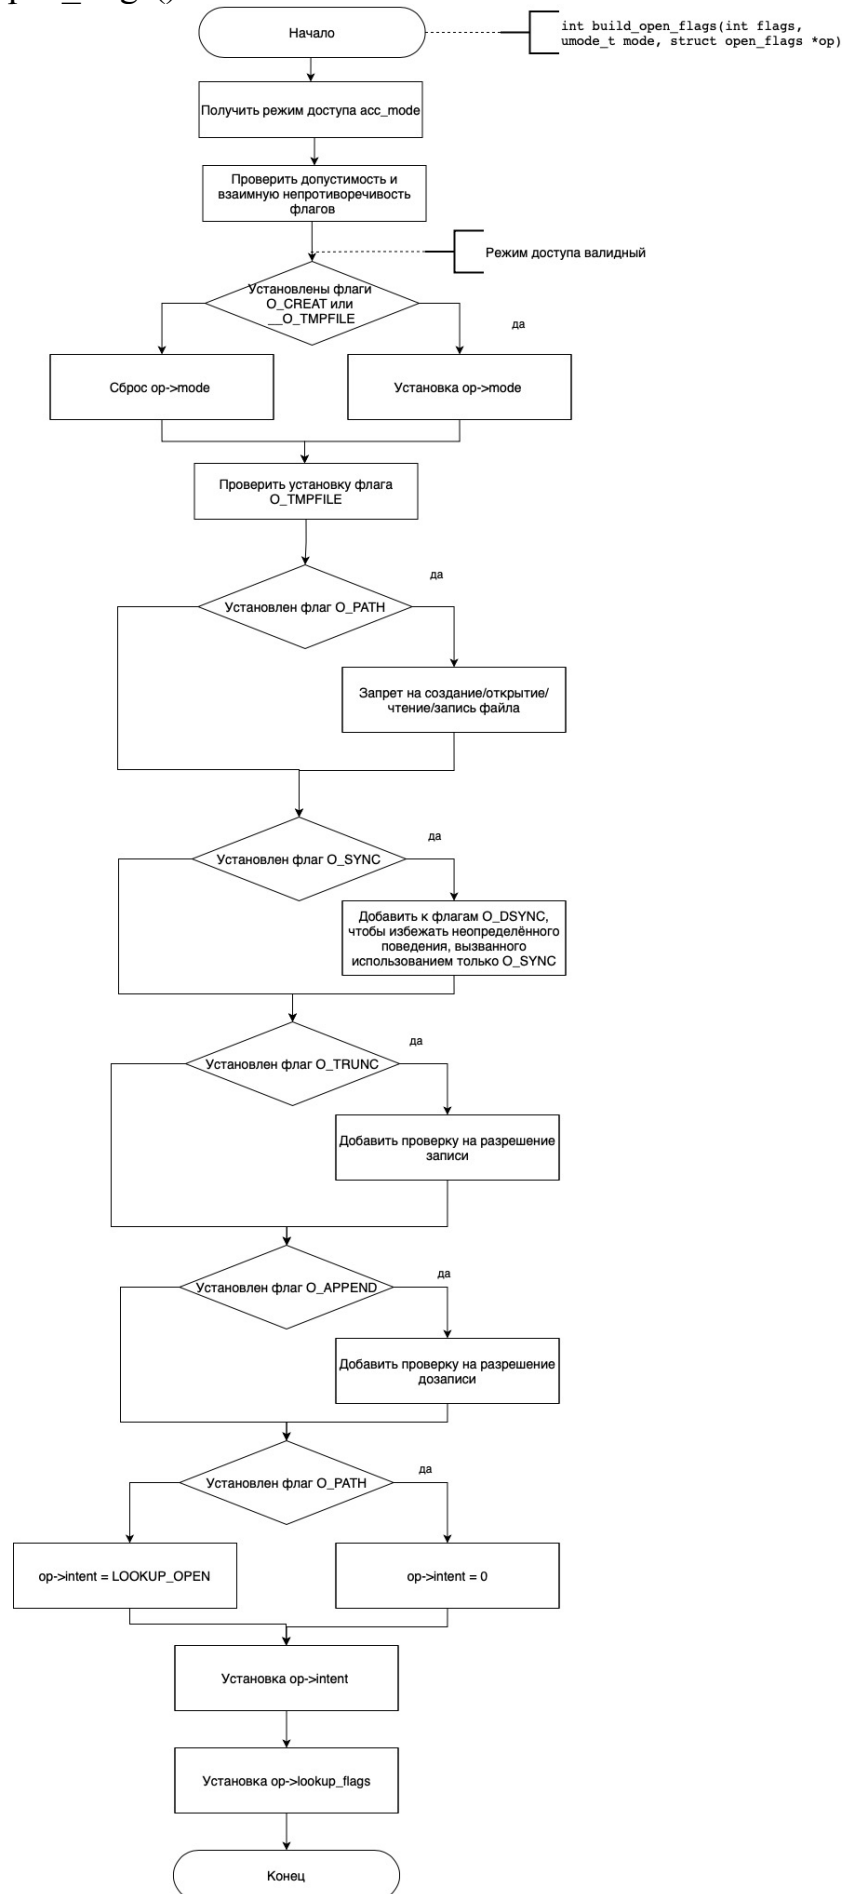 Начало
int build_open_flags(int flags,
umode_t mode, struct open_flags *op)
Получить режим доступа acc_mode
Проверить допустимость и
взаимную непротиворечивость
флагов
Режим доступа валидный
Установлены флаги
O_CREAT или
__O_TMPFILE
да
Сброс op->mode
Установка op->mode
Проверить установку флага
O_TMPFILE
да
Установлен флаг O_PATH
Запрет на создание/открытие/
чтение/запись файла
да
Установлен флаг O_SYNC
Добавить к флагам O_DSYNC,
чтобы избежать неопределённого
поведения, вызванного
использованием только O_SYNC
да
Установлен флаг O_TRUNC
Добавить проверку на разрешение
записи
да
Установлен флаг O_APPEND
Добавить проверку на разрешение
дозаписи
да
Установлен флаг O_PATH
op->intent = LOOKUP_OPEN
op->intent = 0
Установка op->intent
Установка op->lookup_flags
Конец